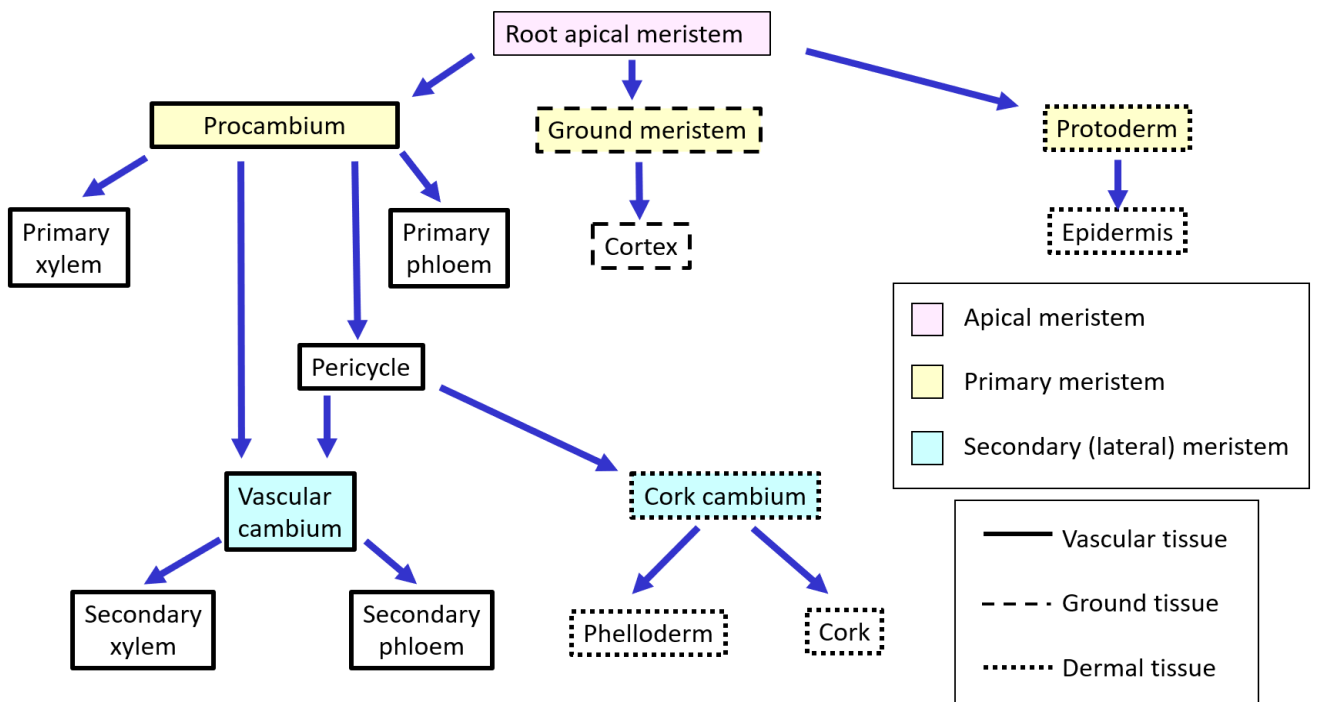 Root apical meristem
Procambium
Ground meristem
Protoderm
Primary
xylem
Primary
phloem
Cortex
Epidermis
Apical meristem
Primary meristem
Secondary (lateral) meristem
Pericycle
Vascular
cambium
Cork cambium
Vascular tissue
Ground tissue
Dermal tissue
Secondary
xylem
Secondary
phloem
Phelloderm
Cork